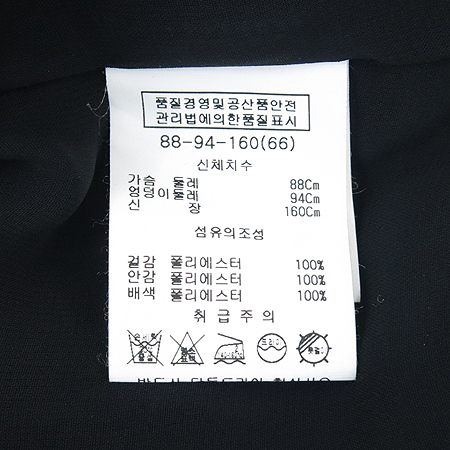 품질경영및공산품안전
관리법에의한품질표시
88-94-160(66)
신체치수
가슴 둘레 88Cm
엉덩이둘레 94Cm
신 장 160Cm
섬유의조성
겉감 폴리에스터 100%
안감 폴리에스터 100%
배색 폴리에스터 100%
취급주의